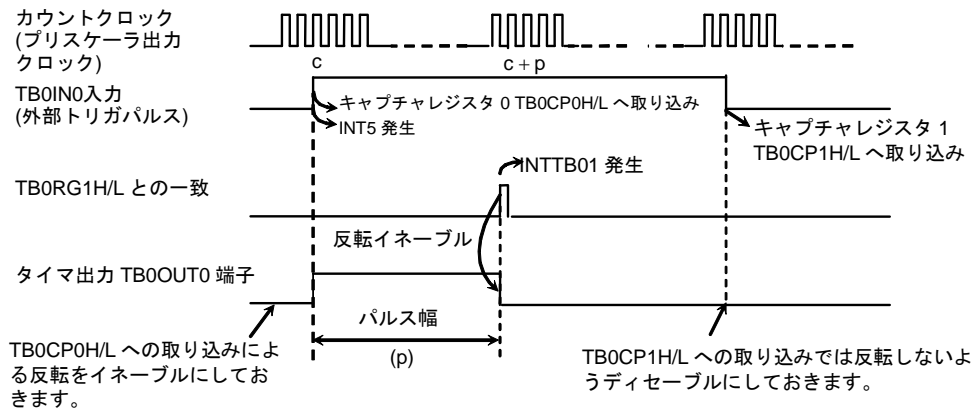 カウントクロック
(プリスケーラ出力
クロック)
c
c + p
TB0IN0入力
(外部トリガパルス)
キャプチャレジスタ 0 TB0CP0H/L へ取り込み
INT5 発生
キャプチャレジスタ 1
TB0CP1H/L へ取り込み
INTTB01 発生
TB0RG1H/L との一致
反転イネーブル
タイマ出力 TB0OUT0 端子
パルス幅
(p)
TB0CP0H/L への取り込みによ
る反転をイネーブルにしてお
きます。
TB0CP1H/L への取り込みでは反転しないよ
うディセーブルにしておきます。